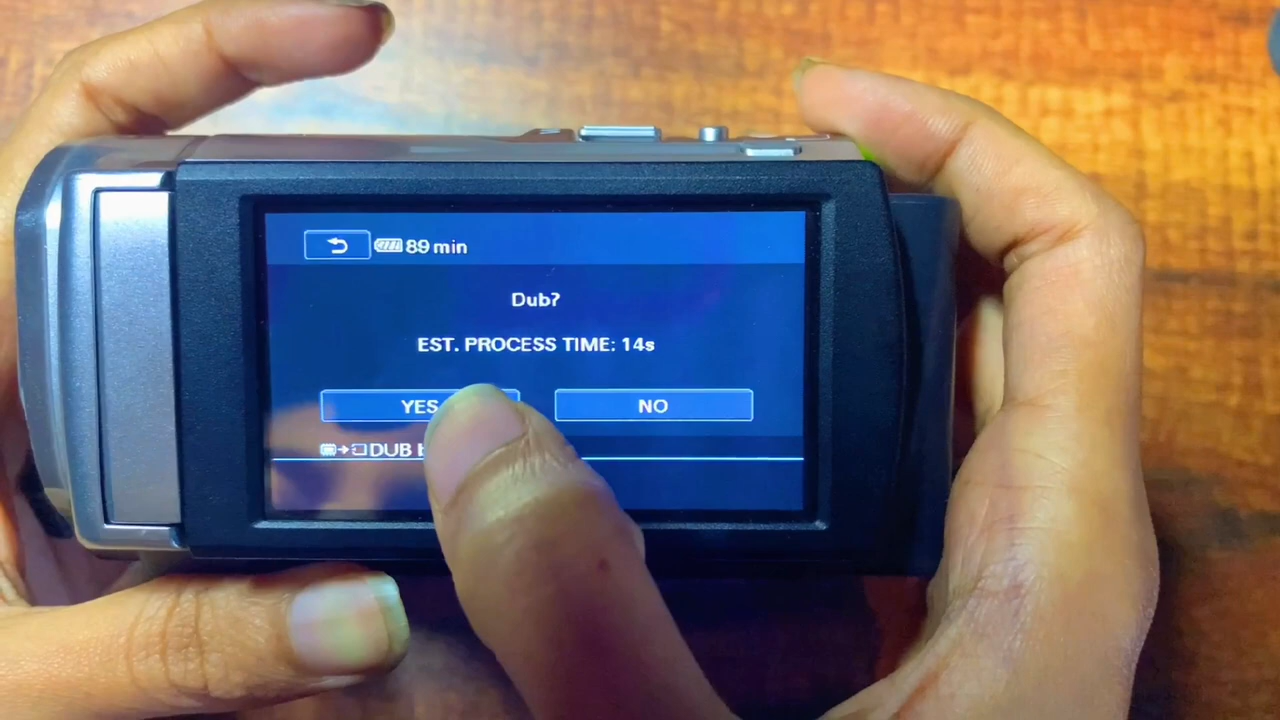 89 min
Dub?
EST. PROCESS TIME: 14s
YES
NO
DUB